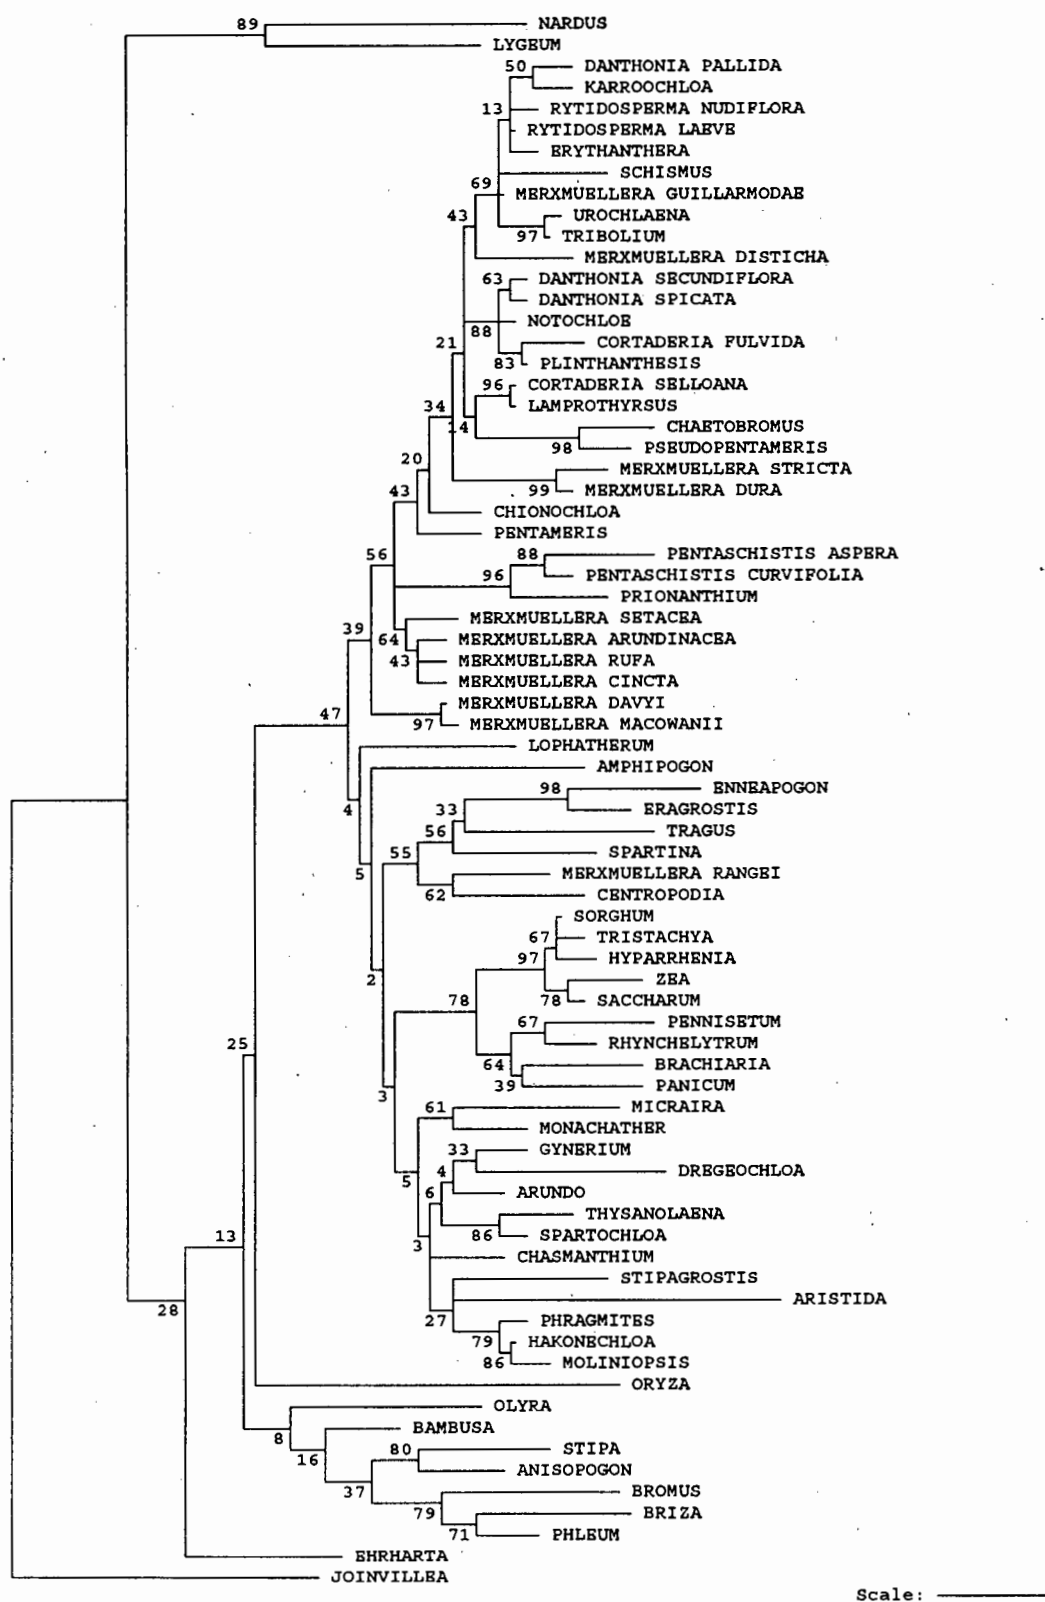 89 NARDUS
LYGEUM
50 DANTHONIA PALLIDA
KARROOCHLOA
13 RYTIDOSPERMA NUDIFLORA
RYTIDOSPERMA LAEVE
ERYTHANTHERA
SCHISMUS
69 MERXMUELLERA GUILLARMODAE
43 UROCHLAENA
97 TRIBOLIUM
MERXMUELLERA DISTICHA
63 DANTHONIA SECUNDIFLORA
DANTHONIA SPICATA
88 NOTOCHLOE
21 CORTADERIA FULVIDA
83 PLINTHANTHESIS
96 CORTADERIA SELLOANA
34 LAMPROTHYRSUS
14 CHAETOBROMUS
98 PSEUDOPENTAMERIS
20 MERXMUELLERA STRICTA
43 99 MERXMUELLERA DURA
CHIONOCHLOA
PENTAMERIS
56 88 PENTASCHISTIS ASPERA
96 PENTASCHISTIS CURVIFOLIA
PRIONANTHIUM
MERXMUELLERA SETACEA
39 64 MERXMUELLERA ARUNDINACEA
43 MERXMUELLERA RUFA
MERXMUELLERA CINCTA
MERXMUELLERA DAVYI
47 97 MERXMUELLERA MACOWANII
LOPHATHERUM
AMPHIPOGON
98 ENNEAPOGON
4 33 ERAGROSTIS
56 TRAGUS
55 SPARTINA
5 MERXMUELLERA RANGEI
62 CENTROPODIA
SORGHUM
67 TRISTACHYA
97 HYPARRHENIA
2 ZEA
78 78 SACCHARUM
67 PENNISETUM
25 RHYNCHELYTRUM
64 BRACHIARIA
3 39 PANICUM
61 MICRAIRA
MONACHATHER
33 GYNERIUM
5 4 DREGEOCHLOA
6 ARUNDO
THYSANOLAENA
13 3 86 SPARTOCHLOA
CHASMANTHIUM
STIPAGROSTIS
28 27 ARISTIDA
79 PHRAGMITES
HAKONECHLOA
86 MOLINIOPSIS
ORYZA
OLYRA
8 BAMBUSA
16 80 STIPA
ANISOPOGON
37 BROMUS
79 BRIZA
71 PHLEUM
EHRHARTA
JOINVILLEA
Scale: